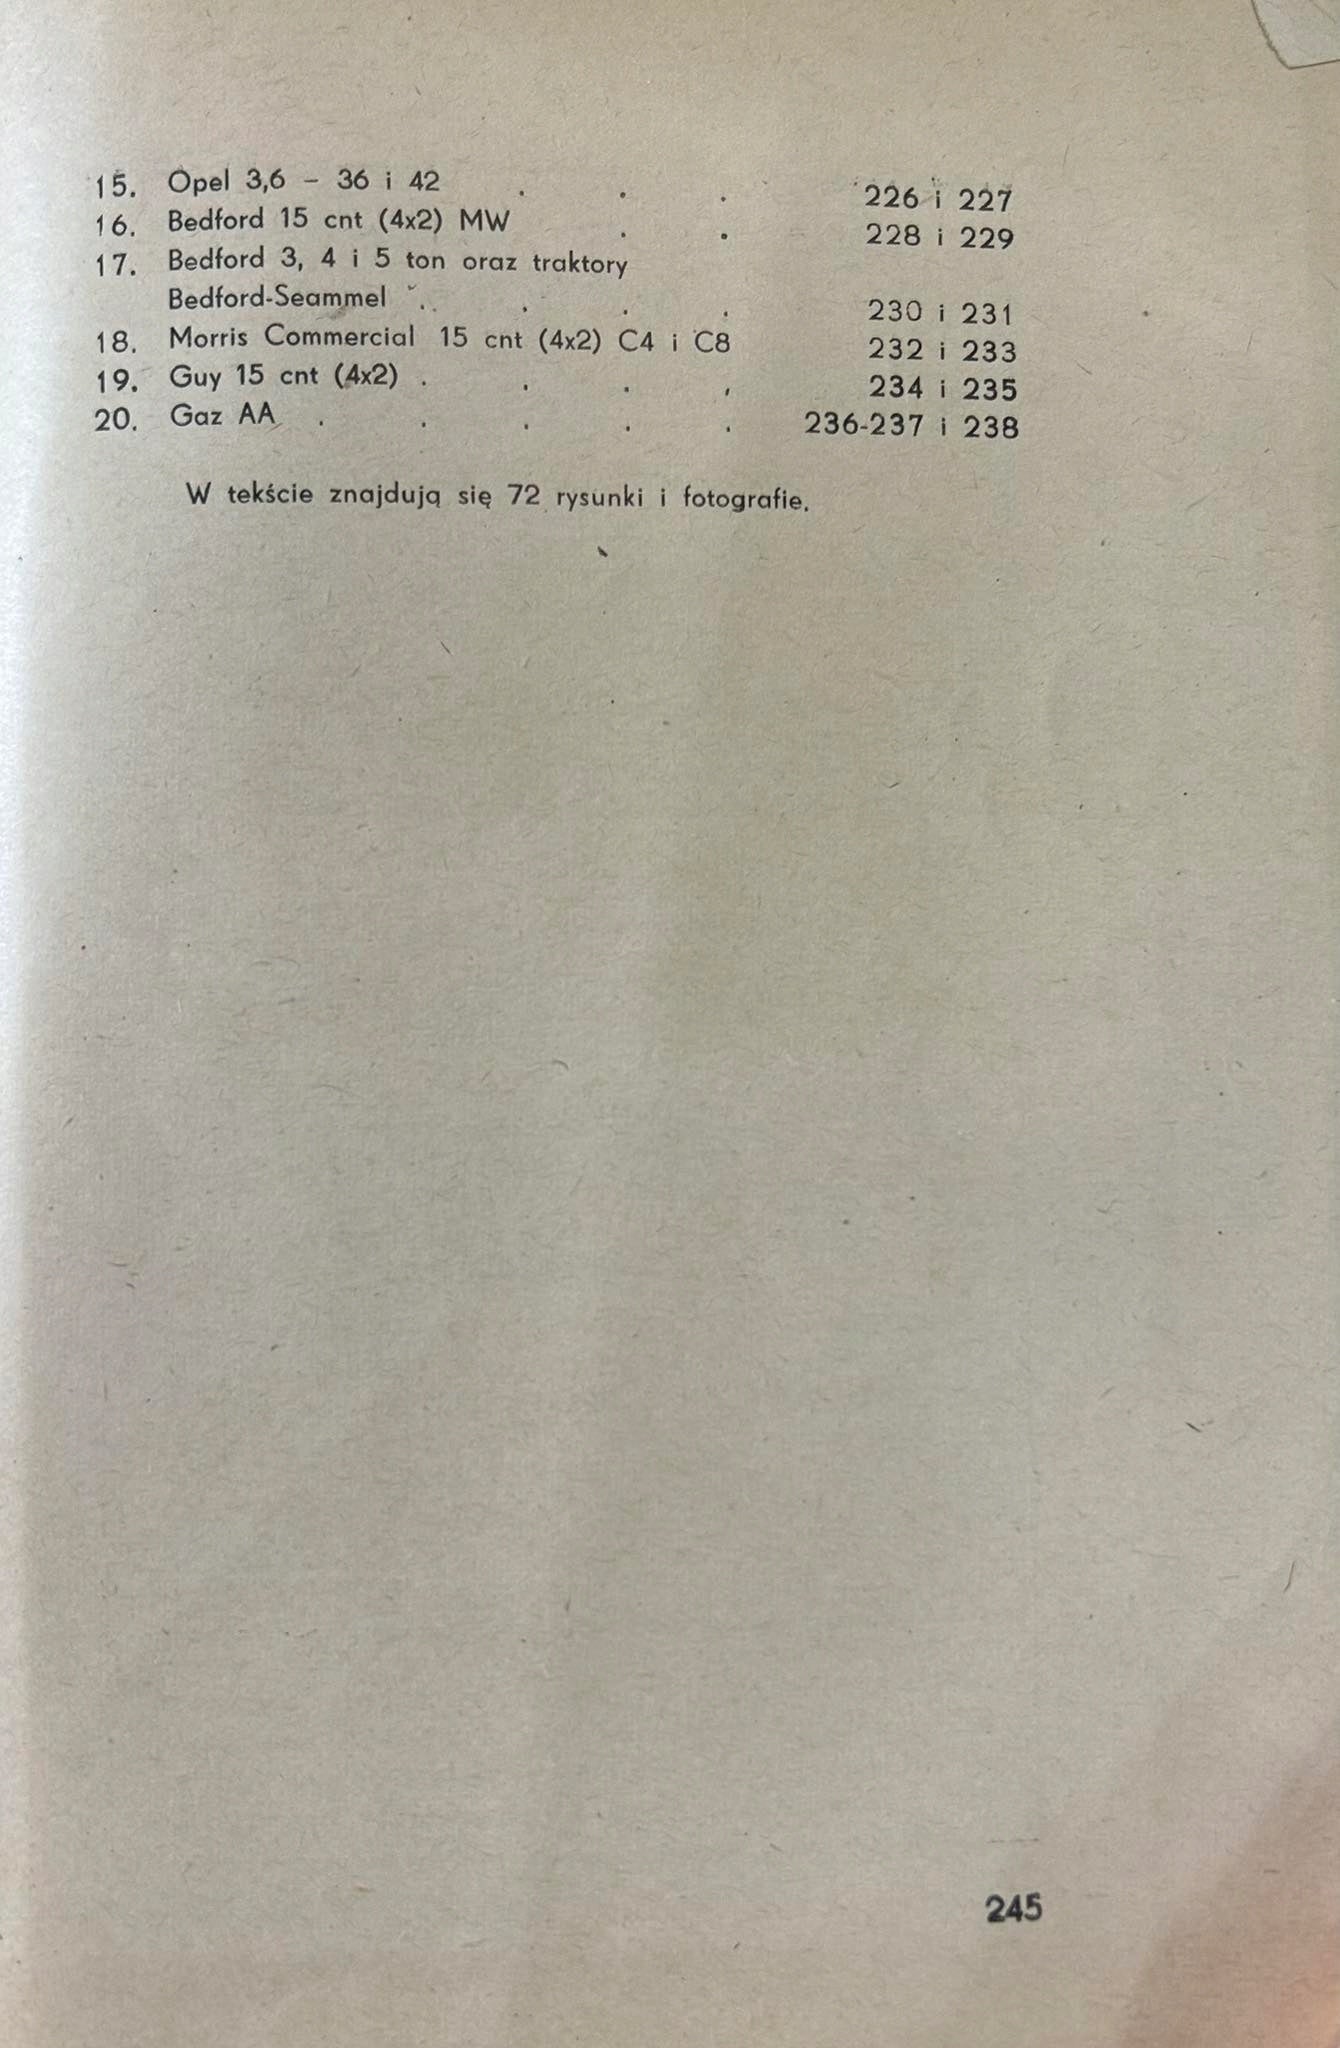 15. Opel 3,6 – 36 i 42 . . . 226 i 227
16. Bedford 15 cnt (4x2) MW . . 228 i 229
17. Bedford 3, 4 i 5 ton oraz traktory
Bedford-Seammel . . . . 230 i 231
18. Morris Commercial 15 cnt (4x2) C4 i C8 232 i 233
19. Guy 15 cnt (4x2) . . . . 234 i 235
20. Gaz AA . . . . . 236-237 i 238
W tekście znajdują się 72 rysunki i fotografie.
245